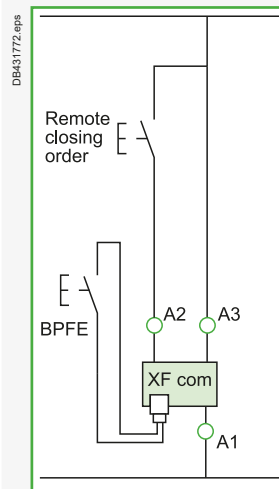 DB431772.eps
Remote
closing
order
A2
A3
BPFE
XF com
A1